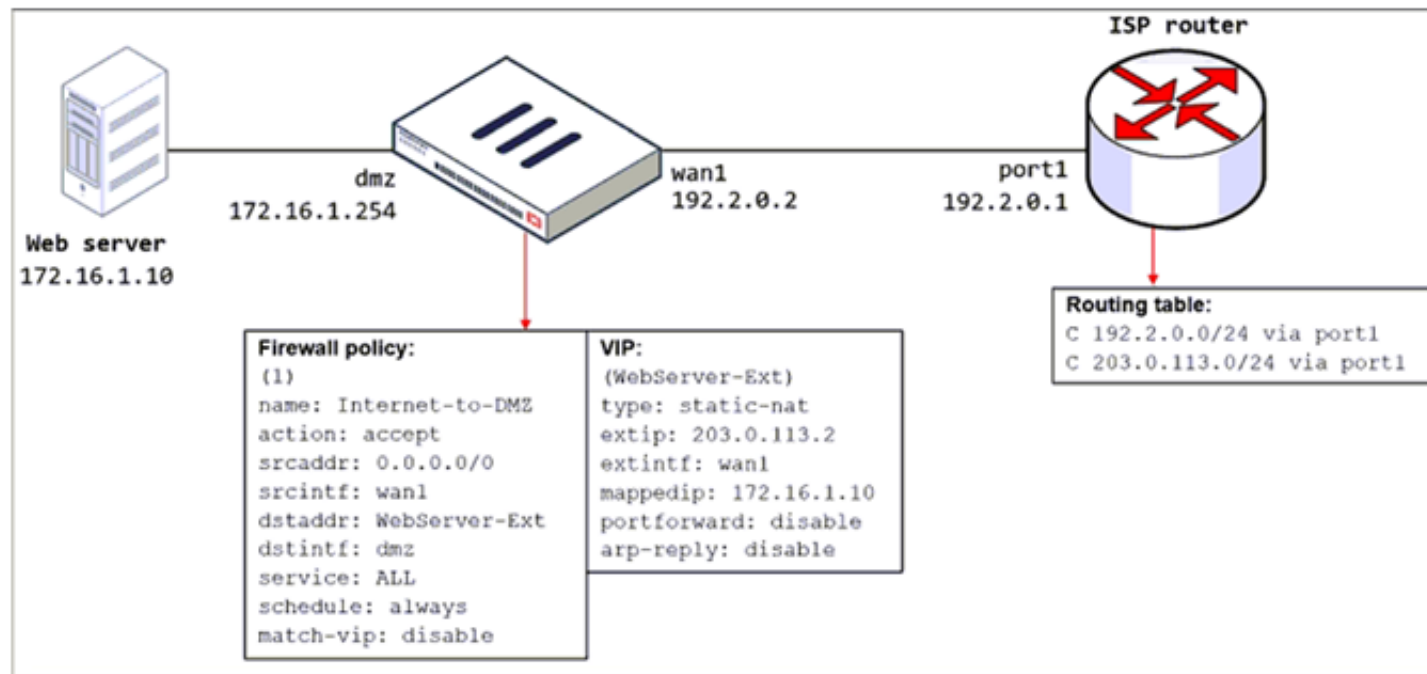 ISP router
dmz
172.16.1.254
wan1
192.2.0.2
port1
192.2.0.1
Web server
172.16.1.10
Firewall policy:
(1)
name: Internet-to-DMZ
action: accept
srcaddr: 0.0.0.0/0
srcintf: wan1
dstaddr: WebServer-Ext
dstintf: dmz
service: ALL
schedule: always
match-vip: disable
VIP:
(WebServer-Ext)
type: static-nat
extip: 203.0.113.2
extintf: wan1
mappedip: 172.16.1.10
portforward: disable
arp-reply: disable
Routing table:
C 192.2.0.0/24 via port1
C 203.0.113.0/24 via port1